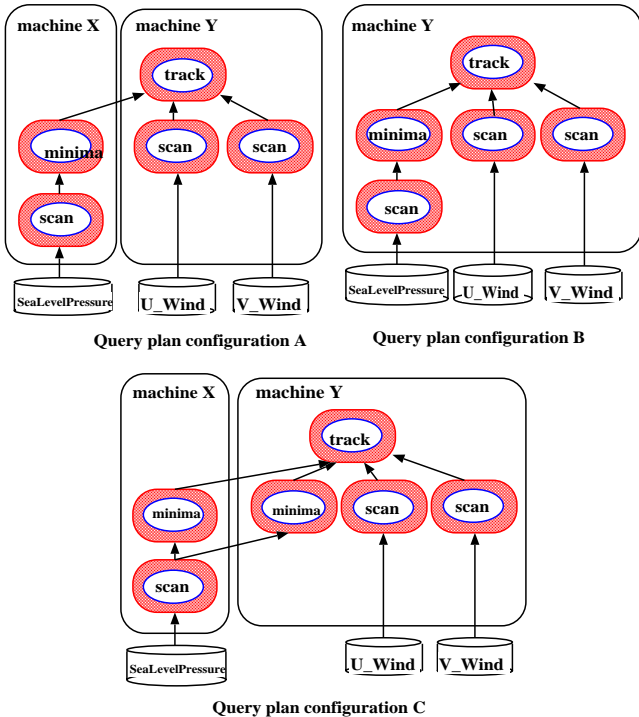 machine X
machine Y
track
minima
scan
scan
scan
SeaLevelPressure
U_Wind
V_Wind
Query plan configuration A
machine Y
track
minima
scan
scan
scan
SeaLevelPressure
U_Wind
V_Wind
Query plan configuration B
machine X
machine Y
track
minima
minima
scan
scan
scan
SeaLevelPressure
U_Wind
V_Wind
Query plan configuration C